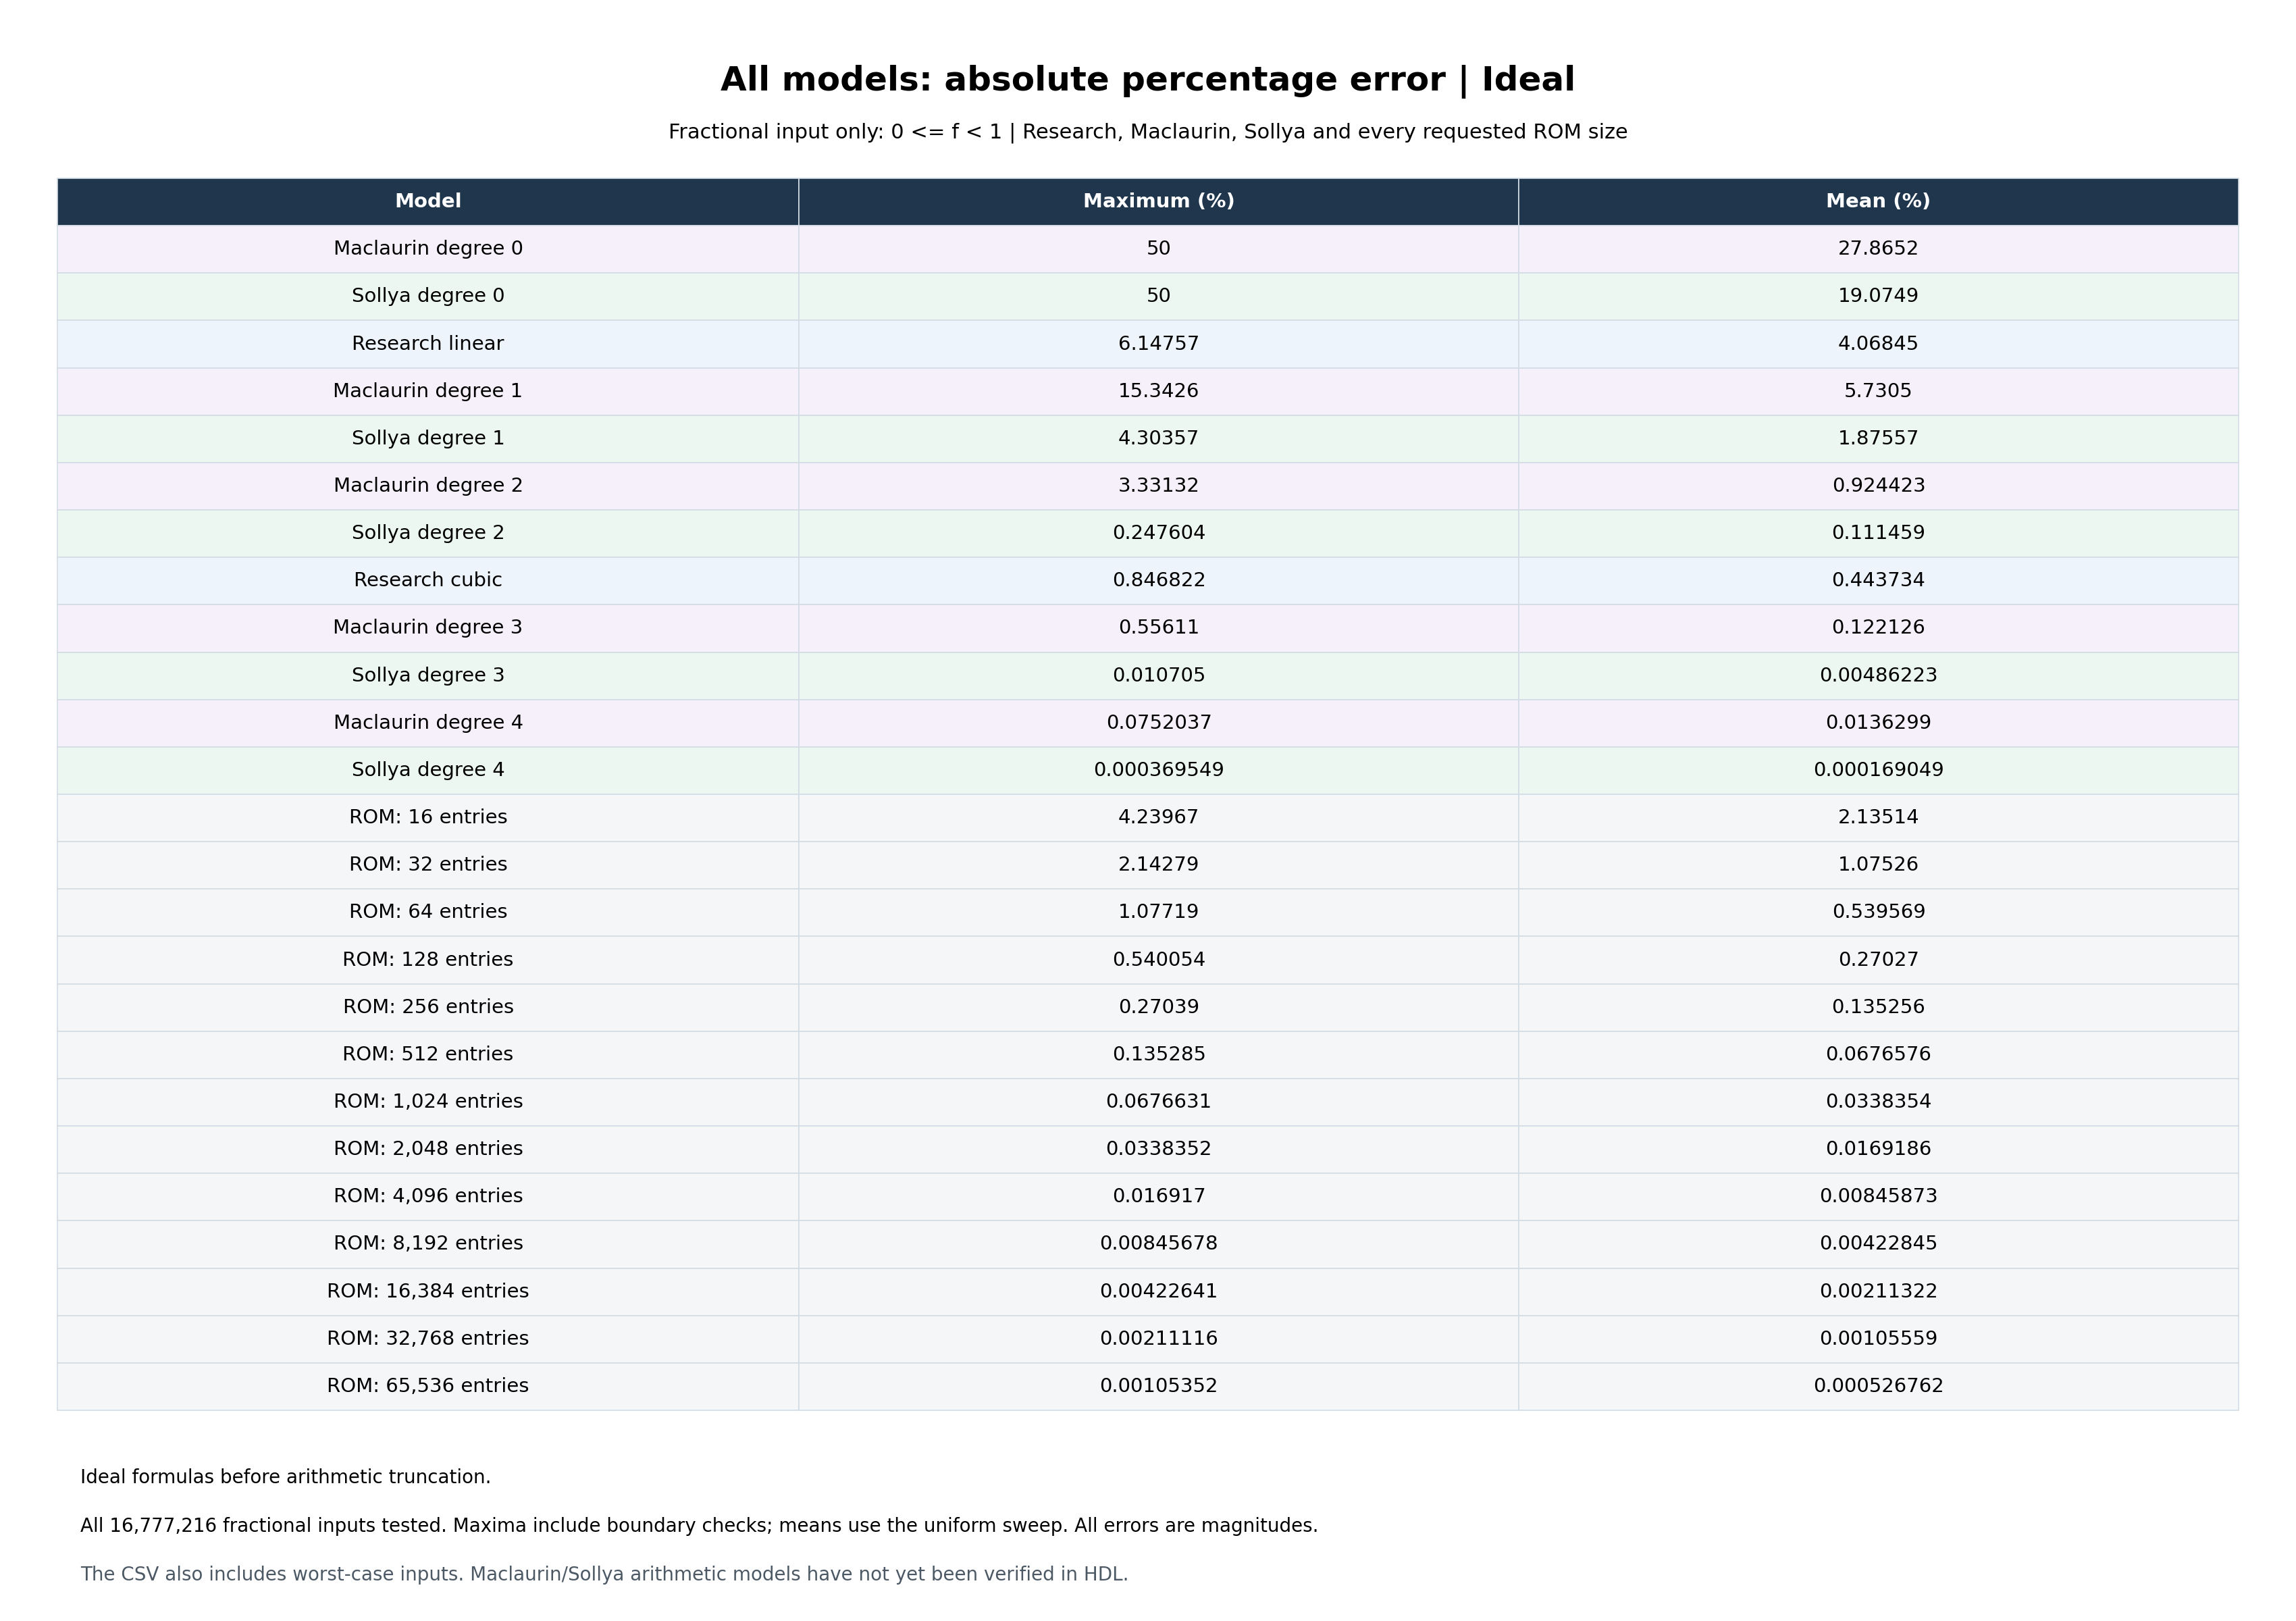 All models: absolute percentage error | Ideal
Fractional input only: 0 <= f < 1 | Research, Maclaurin, Sollya and every requested ROM size
Model Maximum (%) Mean (%)
Maclaurin degree 0 50 27.8652
Sollya degree 0 50 19.0749
Research linear 6.14757 4.06845
Maclaurin degree 1 15.3426 5.7305
Sollya degree 1 4.30357 1.87557
Maclaurin degree 2 3.33132 0.924423
Sollya degree 2 0.247604 0.111459
Research cubic 0.846822 0.443734
Maclaurin degree 3 0.55611 0.122126
Sollya degree 3 0.010705 0.00486223
Maclaurin degree 4 0.0752037 0.0136299
Sollya degree 4 0.000369549 0.000169049
ROM: 16 entries 4.23967 2.13514
ROM: 32 entries 2.14279 1.07526
ROM: 64 entries 1.07719 0.539569
ROM: 128 entries 0.540054 0.27027
ROM: 256 entries 0.27039 0.135256
ROM: 512 entries 0.135285 0.0676576
ROM: 1,024 entries 0.0676631 0.0338354
ROM: 2,048 entries 0.0338352 0.0169186
ROM: 4,096 entries 0.016917 0.00845873
ROM: 8,192 entries 0.00845678 0.00422845
ROM: 16,384 entries 0.00422641 0.00211322
ROM: 32,768 entries 0.00211116 0.00105559
ROM: 65,536 entries 0.00105352 0.000526762
Ideal formulas before arithmetic truncation.
All 16,777,216 fractional inputs tested. Maxima include boundary checks; means use the uniform sweep. All errors are magnitudes.
The CSV also includes worst-case inputs. Maclaurin/Sollya arithmetic models have not yet been verified in HDL.